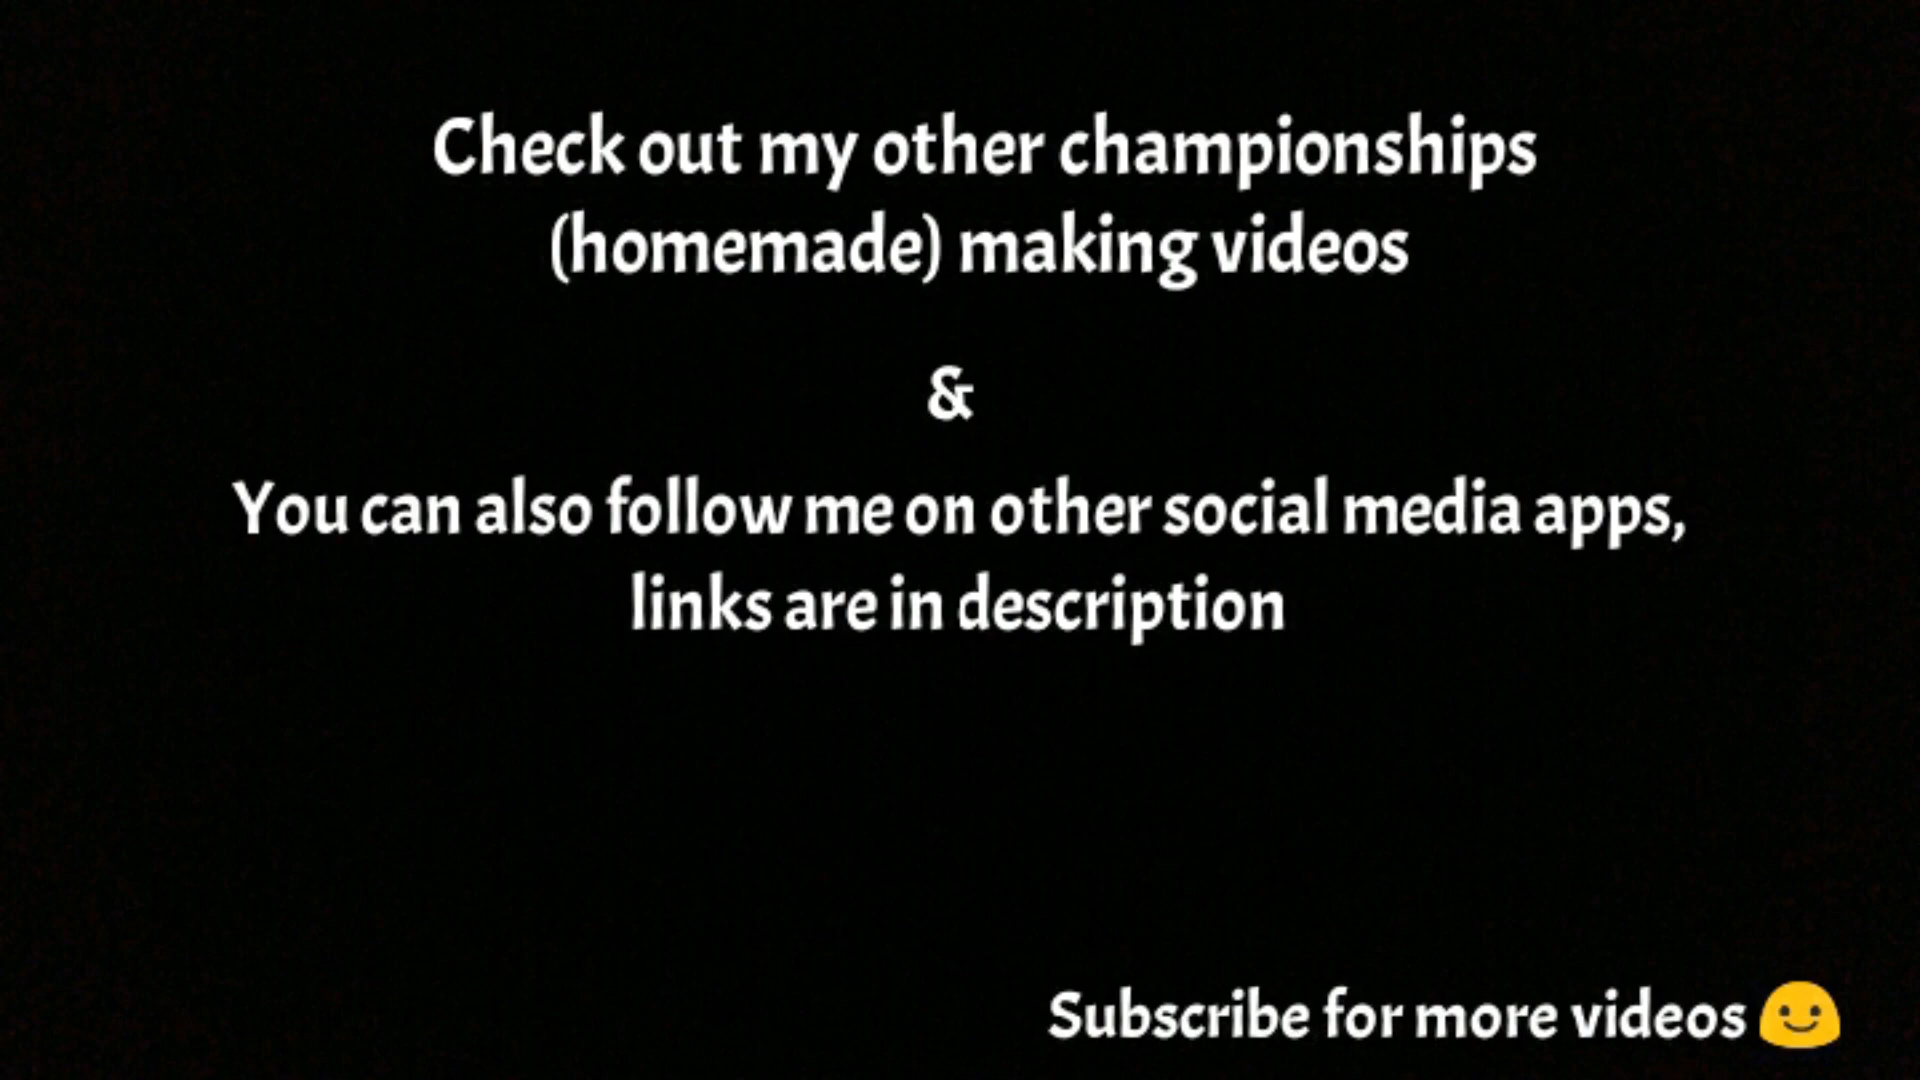 Check out my other championships
(homemade) making videos
&
You can also follow me on other social media apps,
links are in description
Subscribe for more videos 🙂